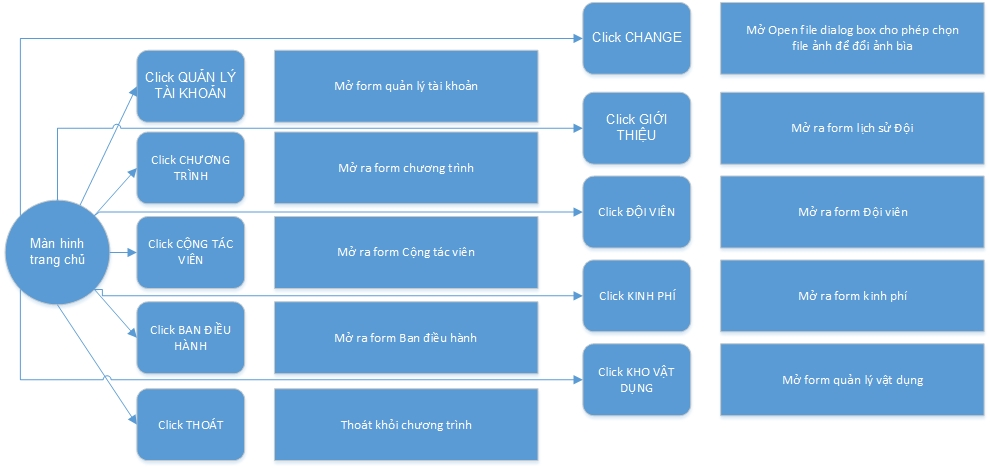 Màn hình
trang chủ
Click QUẢN LÝ
TÀI KHOẢN
Mở form quản lý tài khoản
Click CHƯƠNG
TRÌNH
Mở ra form chương trình
Click CỘNG TÁC
VIÊN
Mở ra form Cộng tác viên
Click BAN ĐIỀU
HÀNH
Mở ra form Ban điều hành
Click THOÁT
Thoát khỏi chương trình
Click CHANGE
Mở Open file dialog box cho phép chọn
file ảnh để đổi ảnh bìa
Click GIỚI
THIỆU
Mở ra form lịch sử Đội
Click ĐỘI VIÊN
Mở ra form Đội viên
Click KINH PHÍ
Mở ra form kinh phí
Click KHO VẬT
DỤNG
Mở form quản lý vật dụng